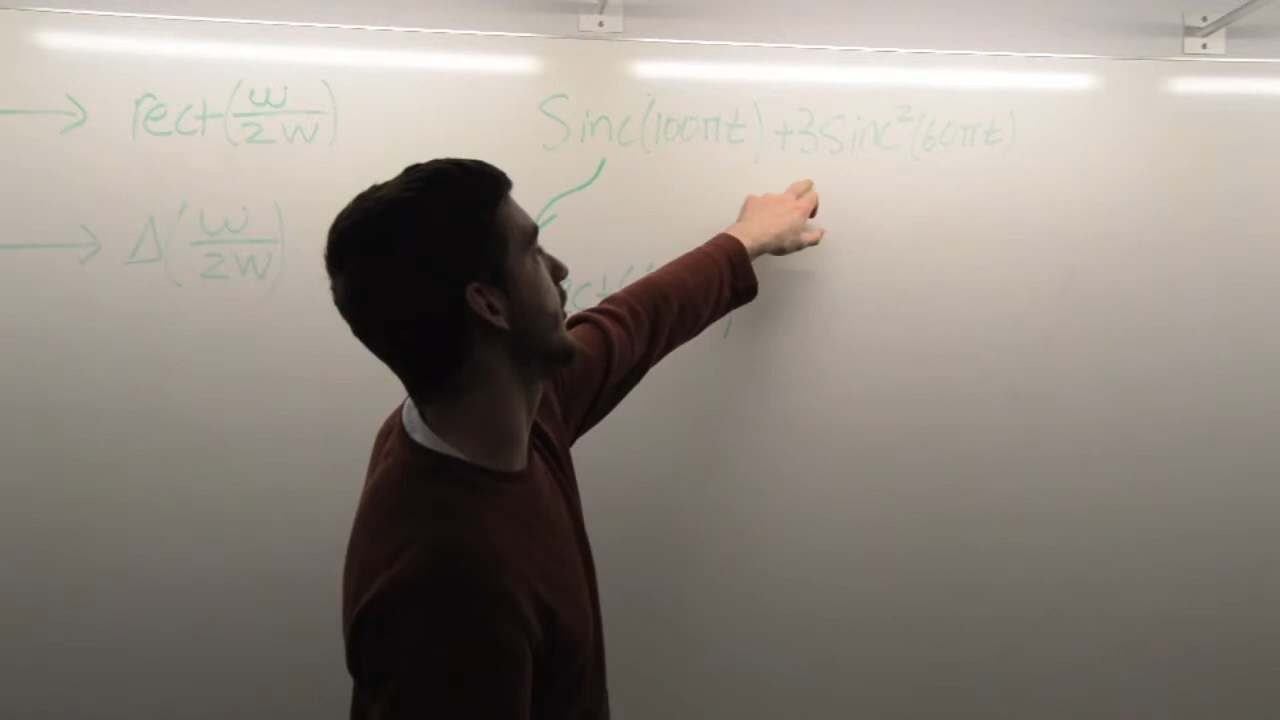 → rect(ω/2W)
Sinc(100πt) + 3Sinc²(60πt)
→ Δ(ω/2W)